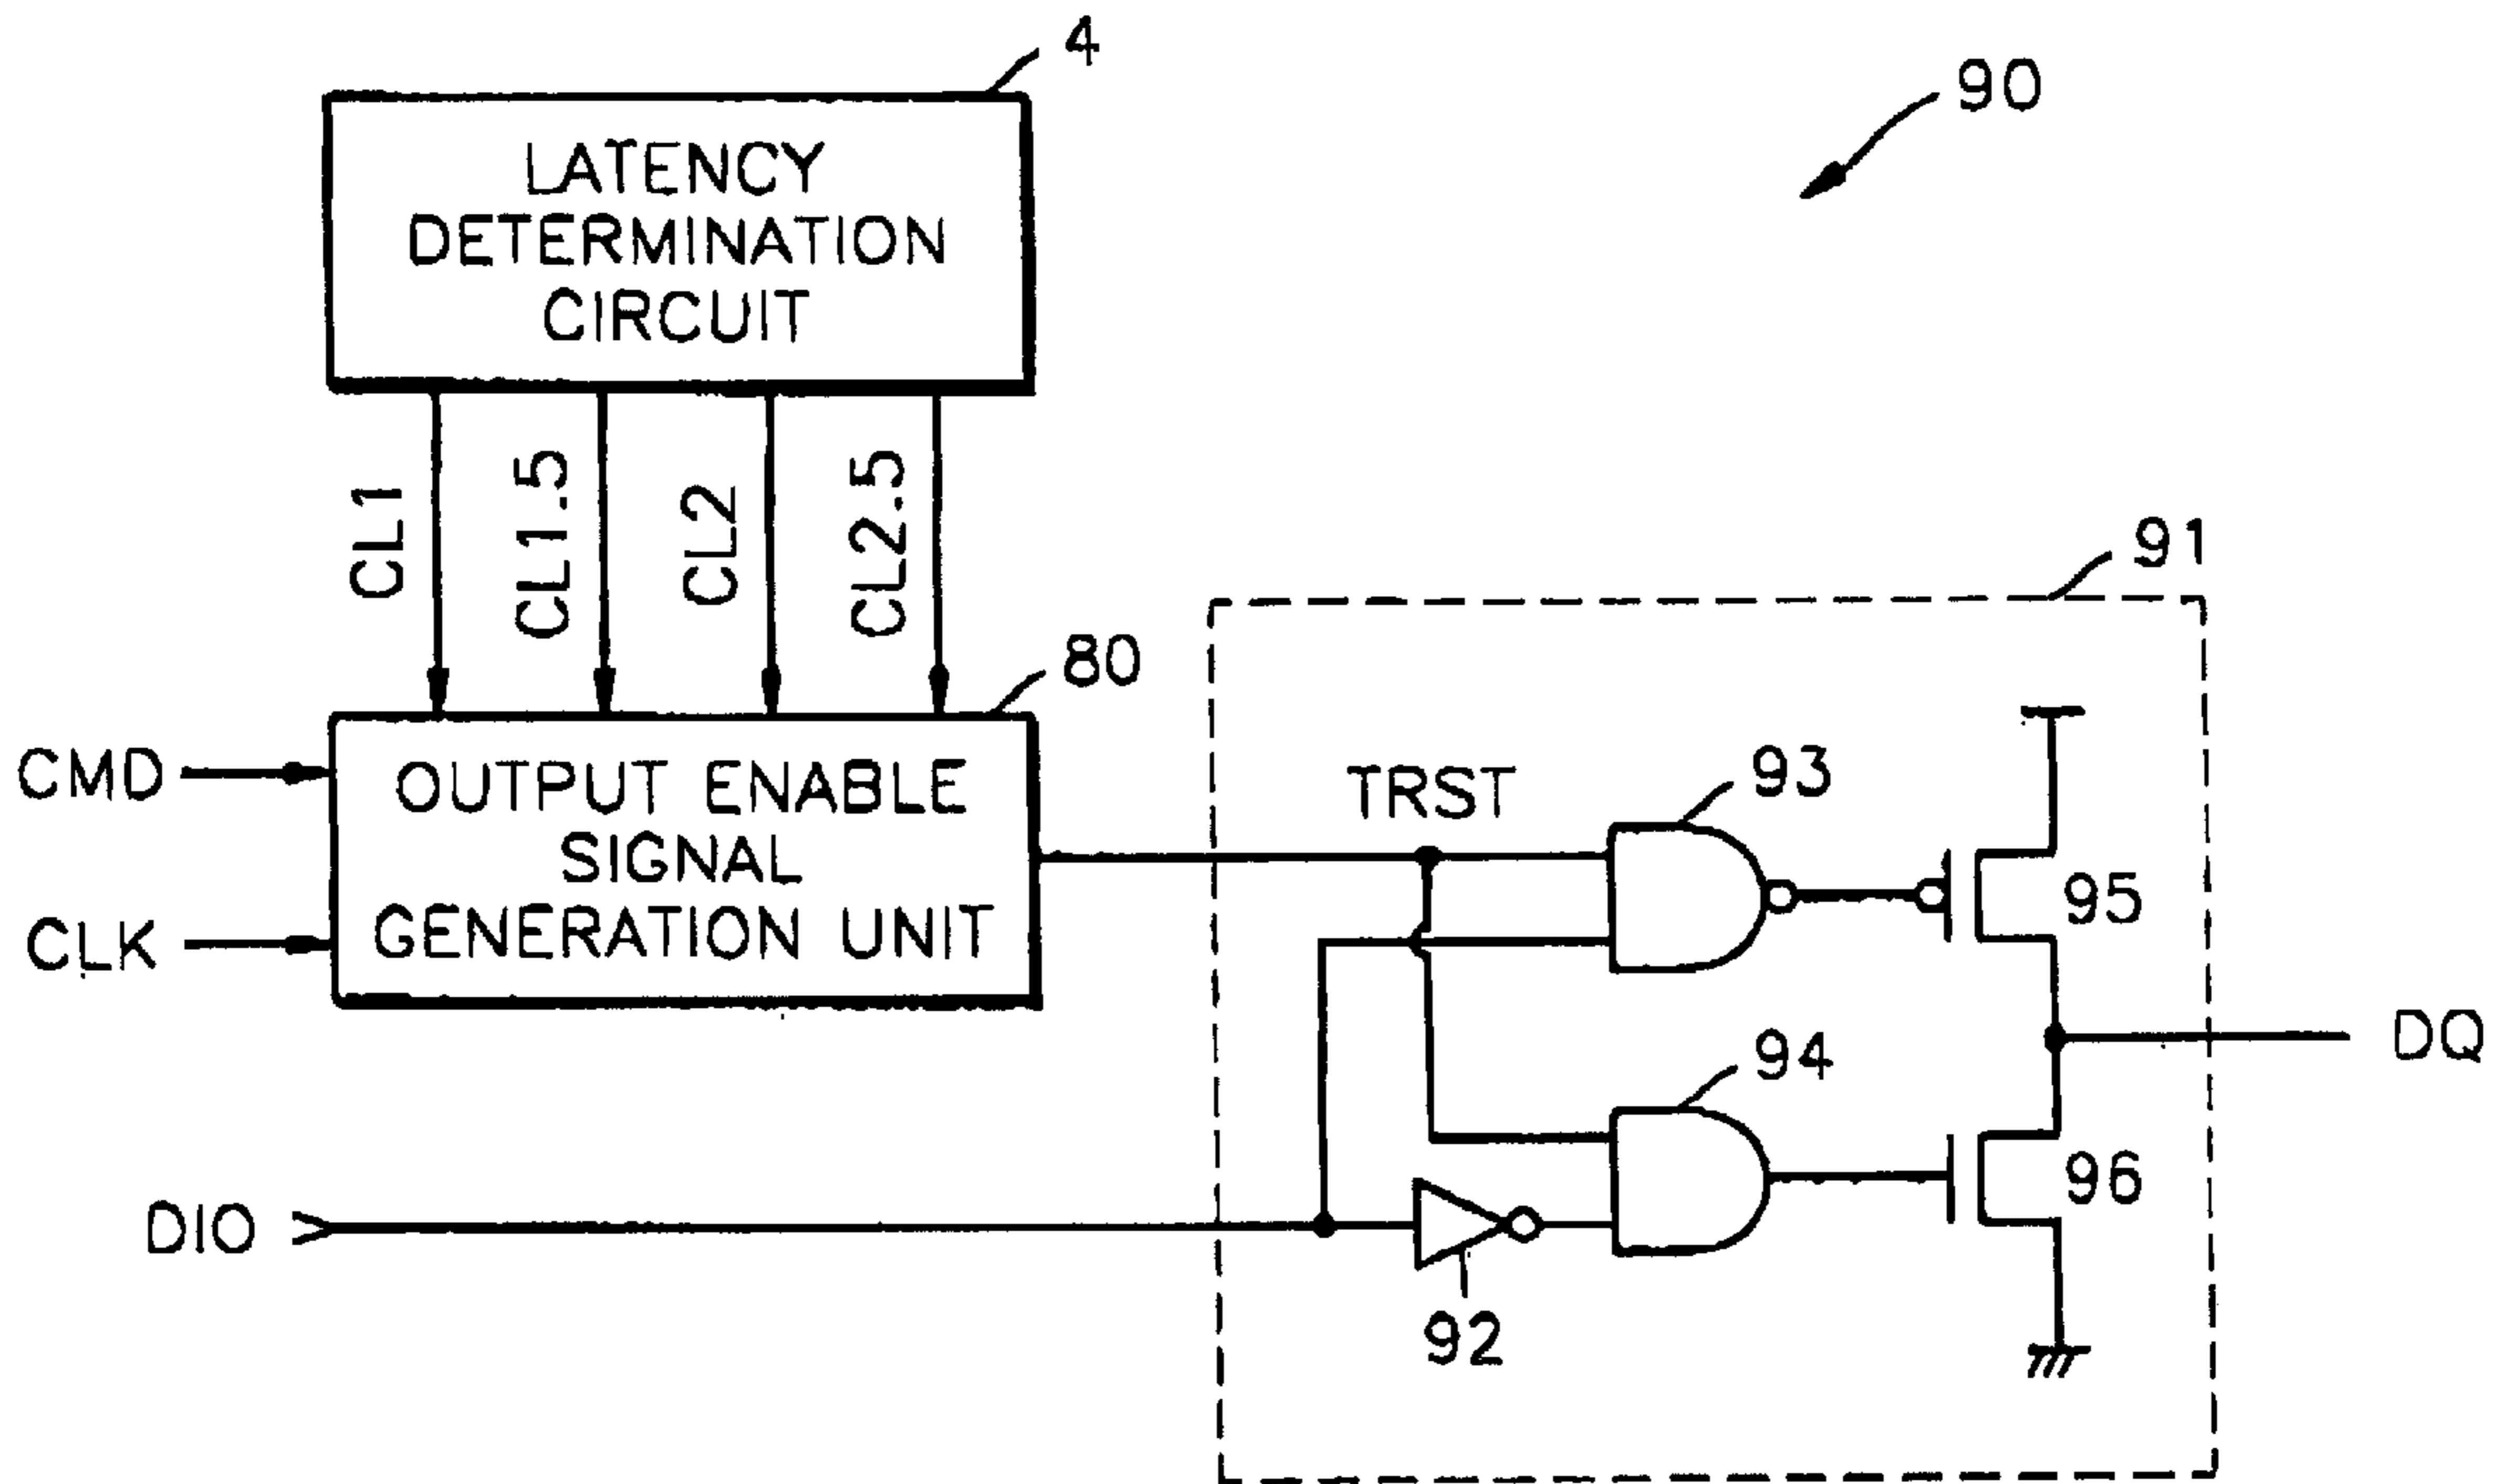 4
90
LATENCY
DETERMINATION
CIRCUIT
CL1
CL1.5
CL2
CL2.5
91
80
CMD
OUTPUT ENABLE
SIGNAL
GENERATION UNIT
CLK
TRST
93
95
DQ
94
96
DIO
92